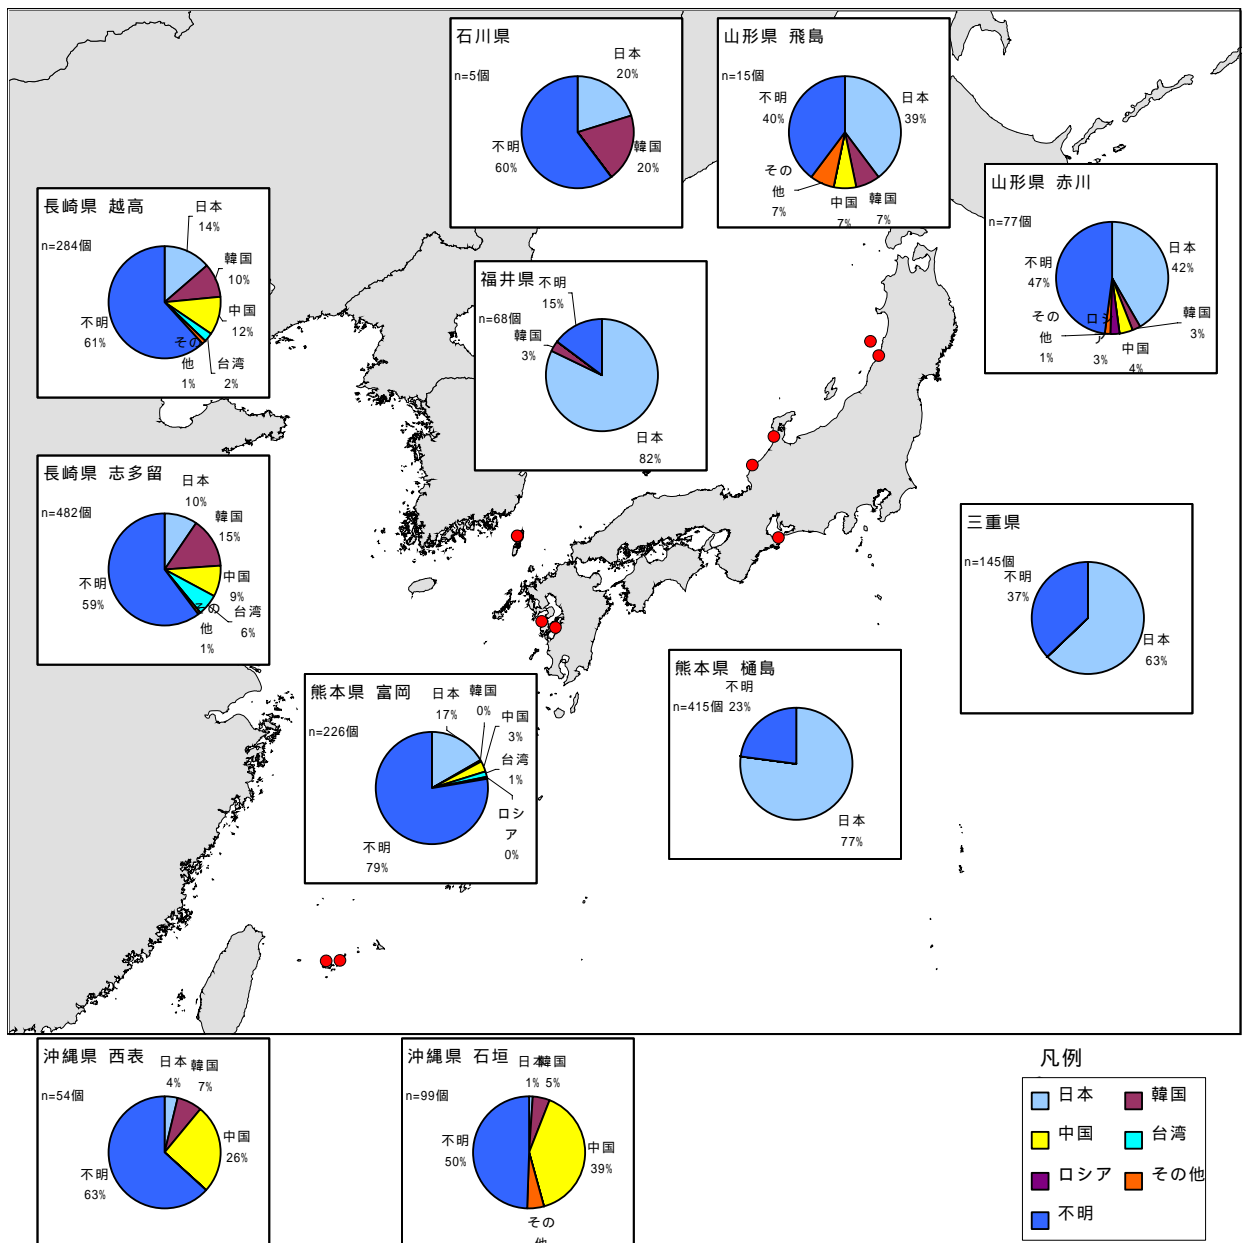 石川県
n=5個
日本
20%
韓国
20%
不明
60%
山形県 飛島
n=15個
日本
39%
韓国
7%
中国
7%
その
他
7%
不明
40%
山形県 赤川
n=77個
日本
42%
韓国
3%
中国
4%
ロシ
ア
3%
その
他
1%
不明
47%
長崎県 越高
n=284個
日本
14%
韓国
10%
中国
12%
台湾
2%
その
他
1%
不明
61%
福井県
n=68個
不明
15%
韓国
3%
日本
82%
長崎県 志多留
n=482個
日本
10%
韓国
15%
中国
9%
台湾
6%
その
他
1%
不明
59%
三重県
n=145個
不明
37%
日本
63%
熊本県 富岡
n=226個
日本
17%
韓国
0%
中国
3%
台湾
1%
ロシ
ア
0%
不明
79%
熊本県 樋島
n=415個
不明
23%
日本
77%
沖縄県 西表
n=54個
日本
4%
韓国
7%
中国
26%
不明
63%
沖縄県 石垣
n=99個
日本
1%
韓国
5%
中国
39%
その
他
不明
50%
凡例
日本
韓国
中国
台湾
ロシア
その他
不明